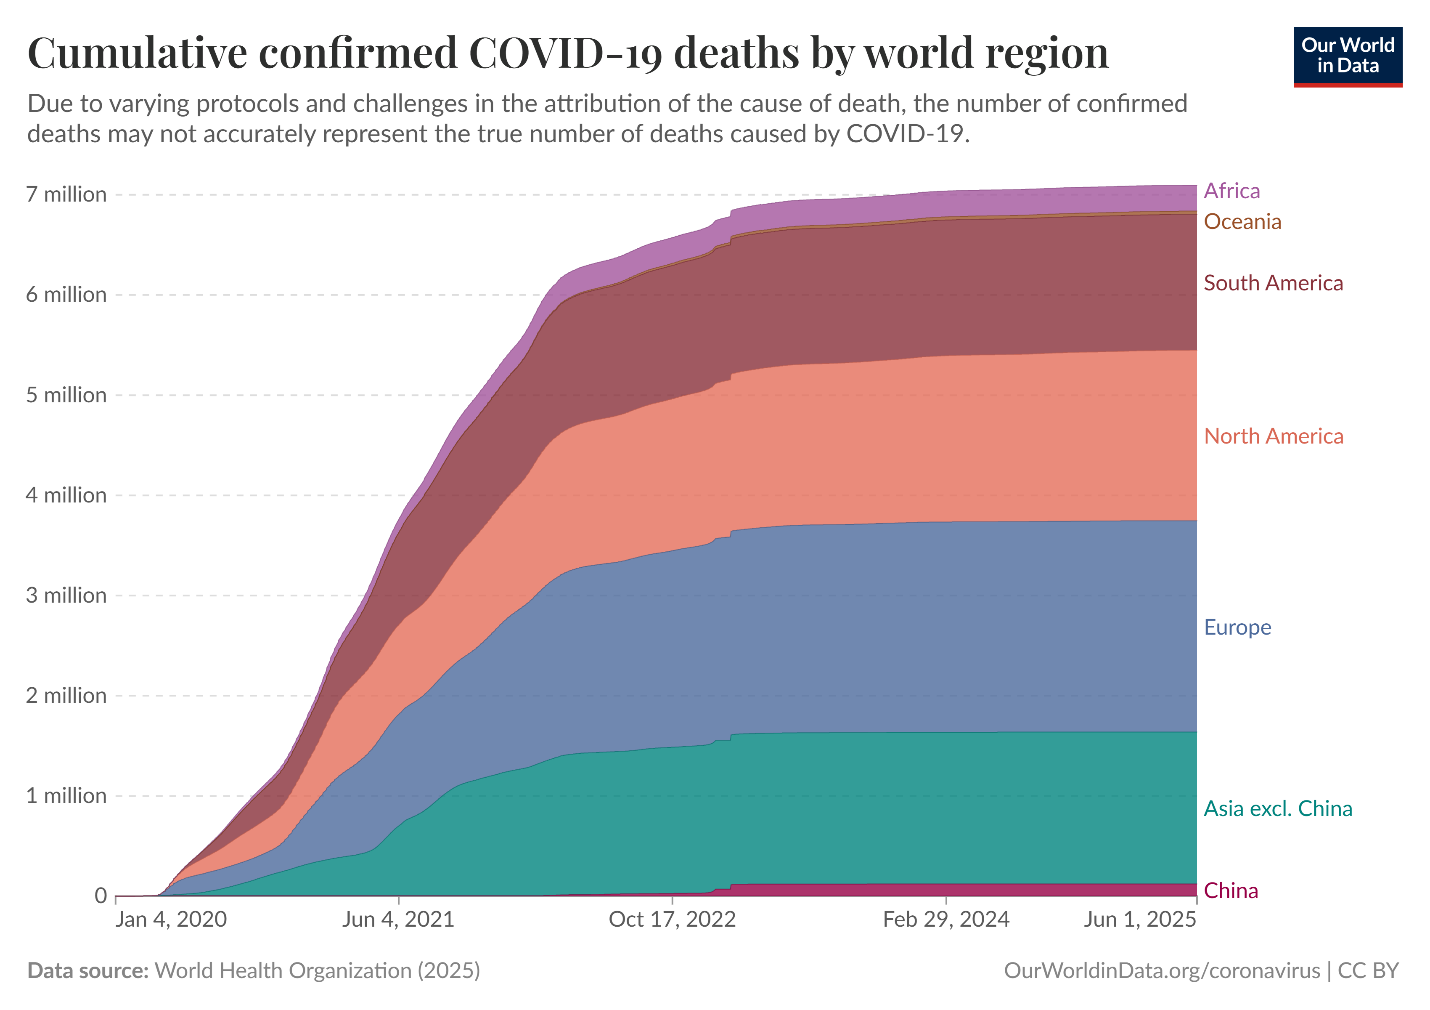 Cumulative confirmed COVID-19 deaths by world region
Our World
in Data
Due to varying protocols and challenges in the attribution of the cause of death, the number of confirmed
deaths may not accurately represent the true number of deaths caused by COVID-19.
7 million
6 million
5 million
4 million
3 million
2 million
1 million
0
Africa
Oceania
South America
North America
Europe
Asia excl. China
China
Jan 4, 2020
Jun 4, 2021
Oct 17, 2022
Feb 29, 2024
Jun 1, 2025
Data source: World Health Organization (2025)
OurWorldinData.org/coronavirus | CC BY